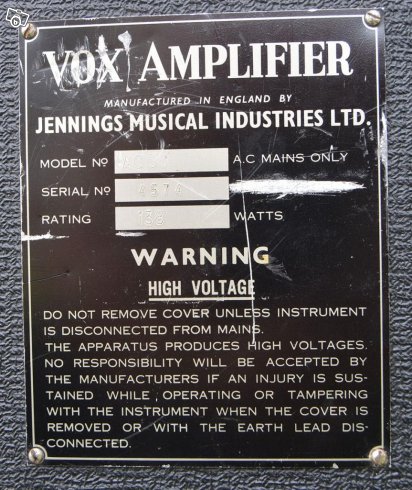 VOX AMPLIFIER
MANUFACTURED IN ENGLAND BY
JENNINGS MUSICAL INDUSTRIES LTD.
MODEL Nº A.C MAINS ONLY
SERIAL Nº 4574
RATING 138 WATTS
WARNING
HIGH VOLTAGE
DO NOT REMOVE COVER UNLESS INSTRUMENT
IS DISCONNECTED FROM MAINS.
THE APPARATUS PRODUCES HIGH VOLTAGES.
NO RESPONSIBILITY WILL BE ACCEPTED BY
THE MANUFACTURERS IF AN INJURY IS SUS-
TAINED WHILE OPERATING OR TAMPERING
WITH THE INSTRUMENT WHEN THE COVER IS
REMOVED OR WITH THE EARTH LEAD DIS-
CONNECTED.